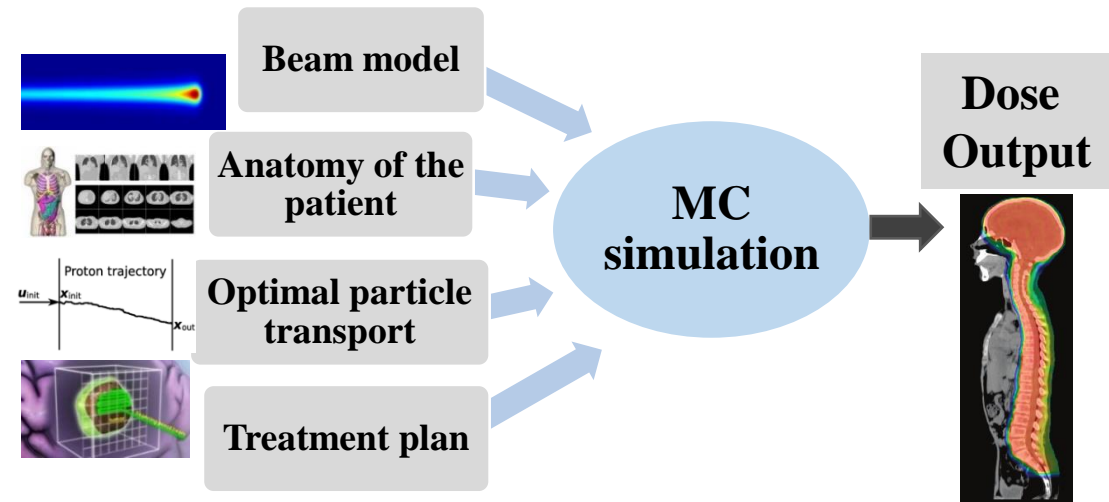 Beam model
Anatomy of the
patient
Proton trajectory
u_init
x_init
x_out
Optimal particle
transport
Treatment plan
MC
simulation
Dose
Output